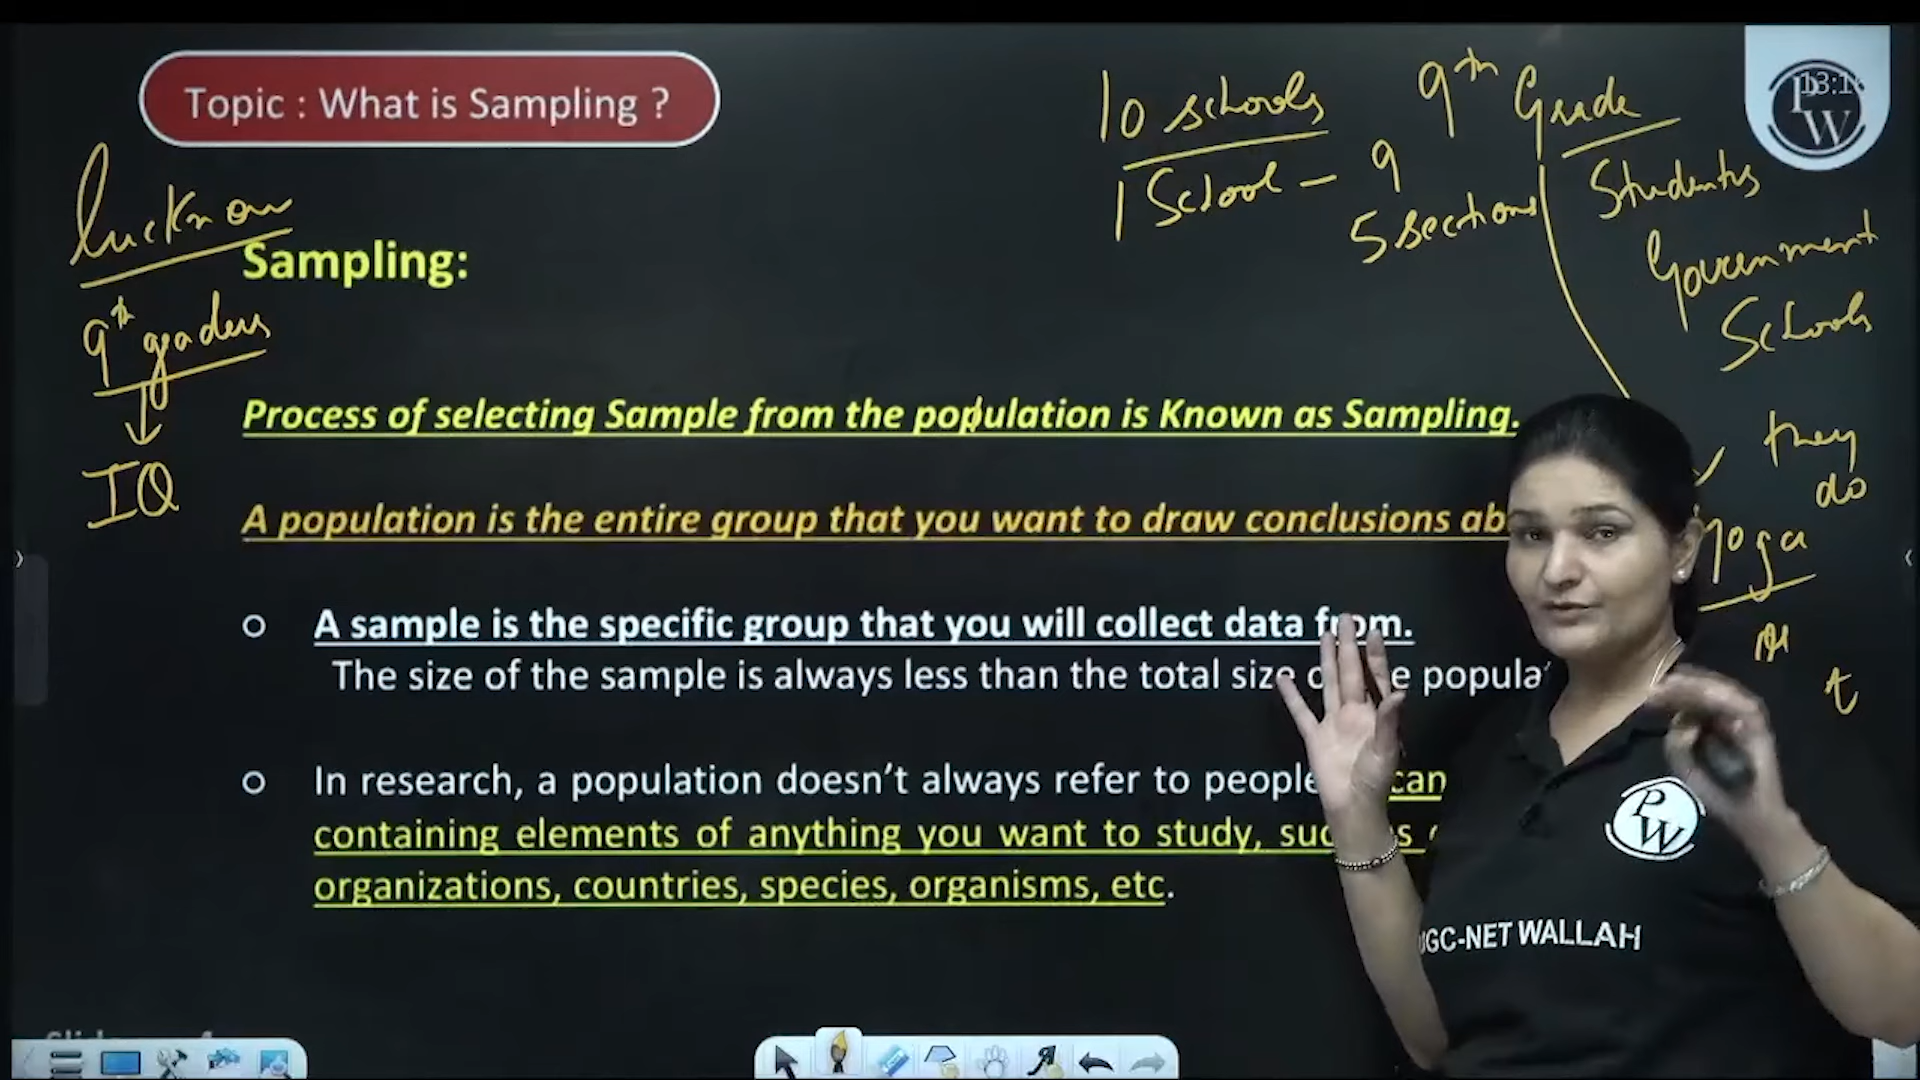 Topic : What is Sampling ?
10 schools
9th Grade
1 School - 9
5 sections
Students
Government
Schools
they
do
Yoga
lucknow
9th graders
IQ
Sampling:
Process of selecting Sample from the population is Known as Sampling.
A population is the entire group that you want to draw conclusions
A sample is the specific group that you will collect data from.
The size of the sample is always less than the total size
In research, a population doesn't always refer to people can
containing elements of anything you want to study,
organizations, countries, species, organisms, etc.
PW
PW
UGC-NET WALLAH